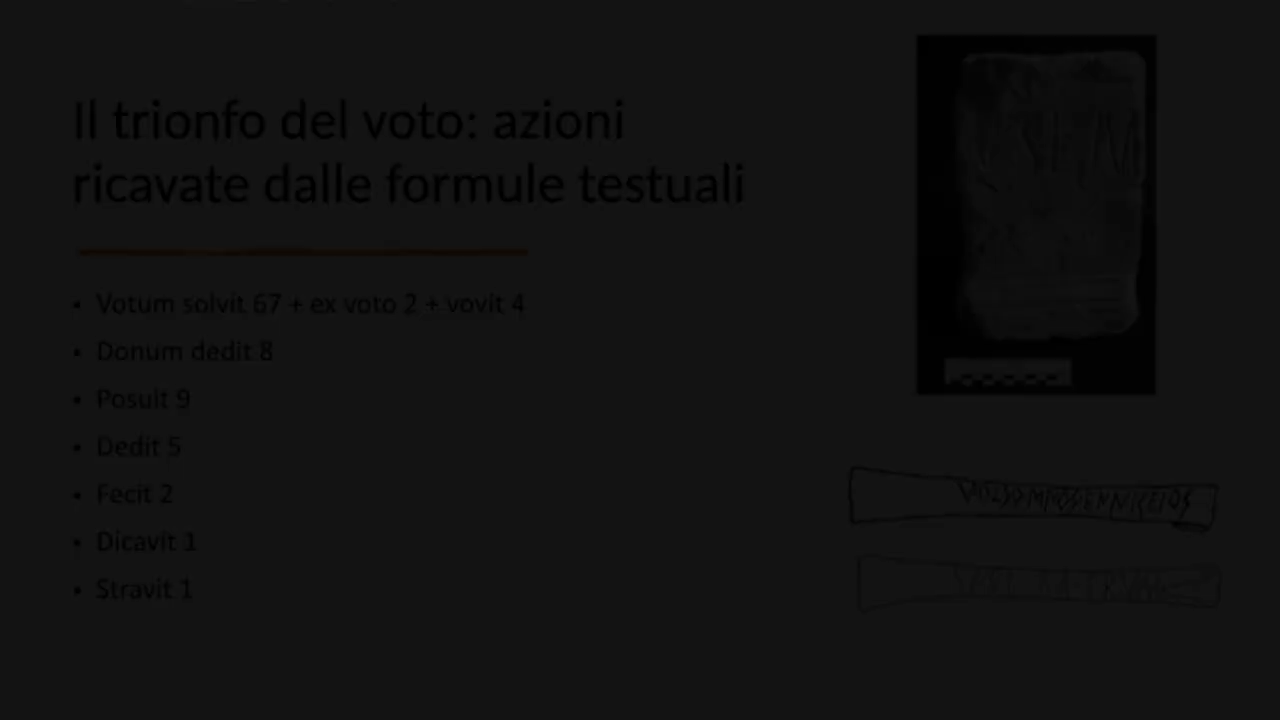 Il trionfo del voto: azioni
ricavate dalle formule testuali
• Votum solvit 67 + ex voto 2 + vovit 4
• Donum dedit 8
• Posuit 9
• Dedit 5
• Fecit 2
• Dicavit 1
• Stravit 1